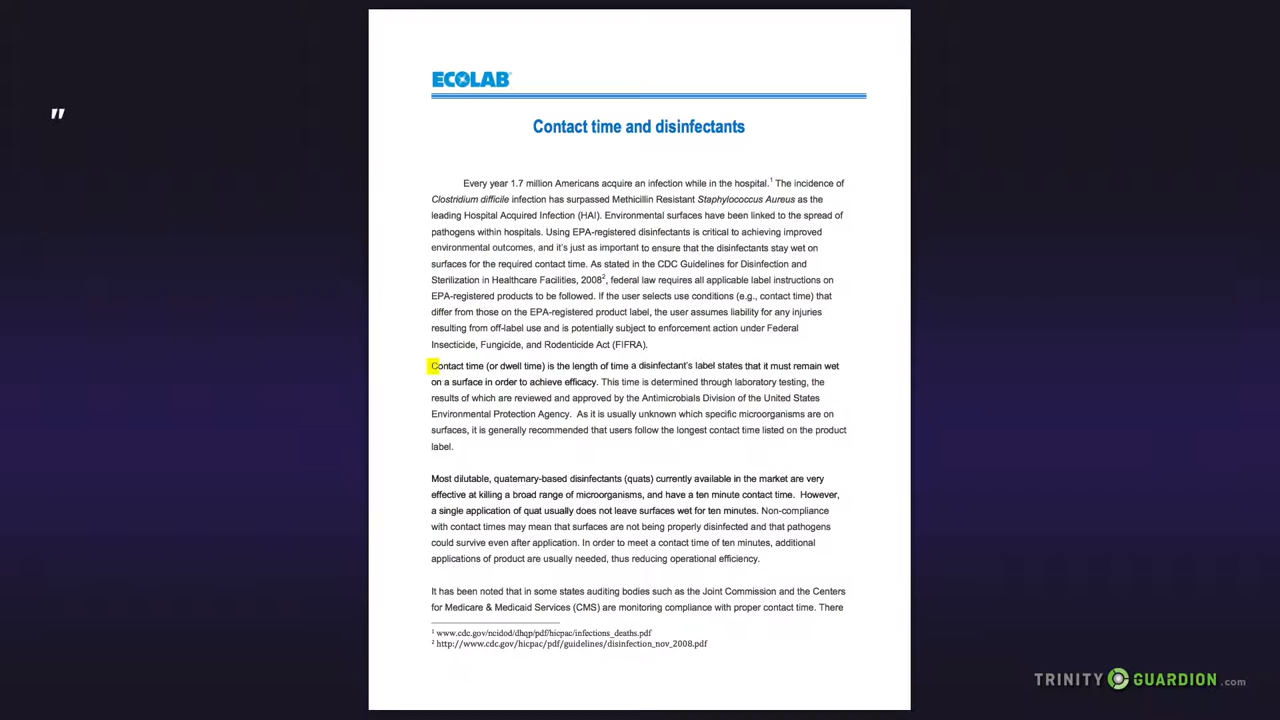 "
ECOLAB®
Contact time and disinfectants
Every year 1.7 million Americans acquire an infection while in the hospital.¹ The incidence of
Clostridium difficile infection has surpassed Methicillin Resistant Staphylococcus Aureus as the
leading Hospital Acquired Infection (HAI). Environmental surfaces have been linked to the spread of
pathogens within hospitals. Using EPA-registered disinfectants is critical to achieving improved
environmental outcomes, and it's just as important to ensure that the disinfectants stay wet on
surfaces for the required contact time. As stated in the CDC Guidelines for Disinfection and
Sterilization in Healthcare Facilities, 2008², federal law requires all applicable label instructions on
EPA-registered products to be followed. If the user selects use conditions (e.g., contact time) that
differ from those on the EPA-registered product label, the user assumes liability for any injuries
resulting from off-label use and is potentially subject to enforcement action under Federal
Insecticide, Fungicide, and Rodenticide Act (FIFRA).
Contact time (or dwell time) is the length of time a disinfectant's label states that it must remain wet
on a surface in order to achieve efficacy. This time is determined through laboratory testing, the
results of which are reviewed and approved by the Antimicrobials Division of the United States
Environmental Protection Agency. As it is usually unknown which specific microorganisms are on
surfaces, it is generally recommended that users follow the longest contact time listed on the product
label.
Most dilutable, quaternary-based disinfectants (quats) currently available in the market are very
effective at killing a broad range of microorganisms, and have a ten minute contact time. However,
a single application of quat usually does not leave surfaces wet for ten minutes. Non-compliance
with contact times may mean that surfaces are not being properly disinfected and that pathogens
could survive even after application. In order to meet a contact time of ten minutes, additional
applications of product are usually needed, thus reducing operational efficiency.
It has been noted that in some states auditing bodies such as the Joint Commission and the Centers
for Medicare & Medicaid Services (CMS) are monitoring compliance with proper contact time. There
¹ www.cdc.gov/ncidod/dhqp/pdf/hicpac/infections_deaths.pdf
² http://www.cdc.gov/hicpac/pdf/guidelines/disinfection_nov_2008.pdf
TRINITY GUARDION.com